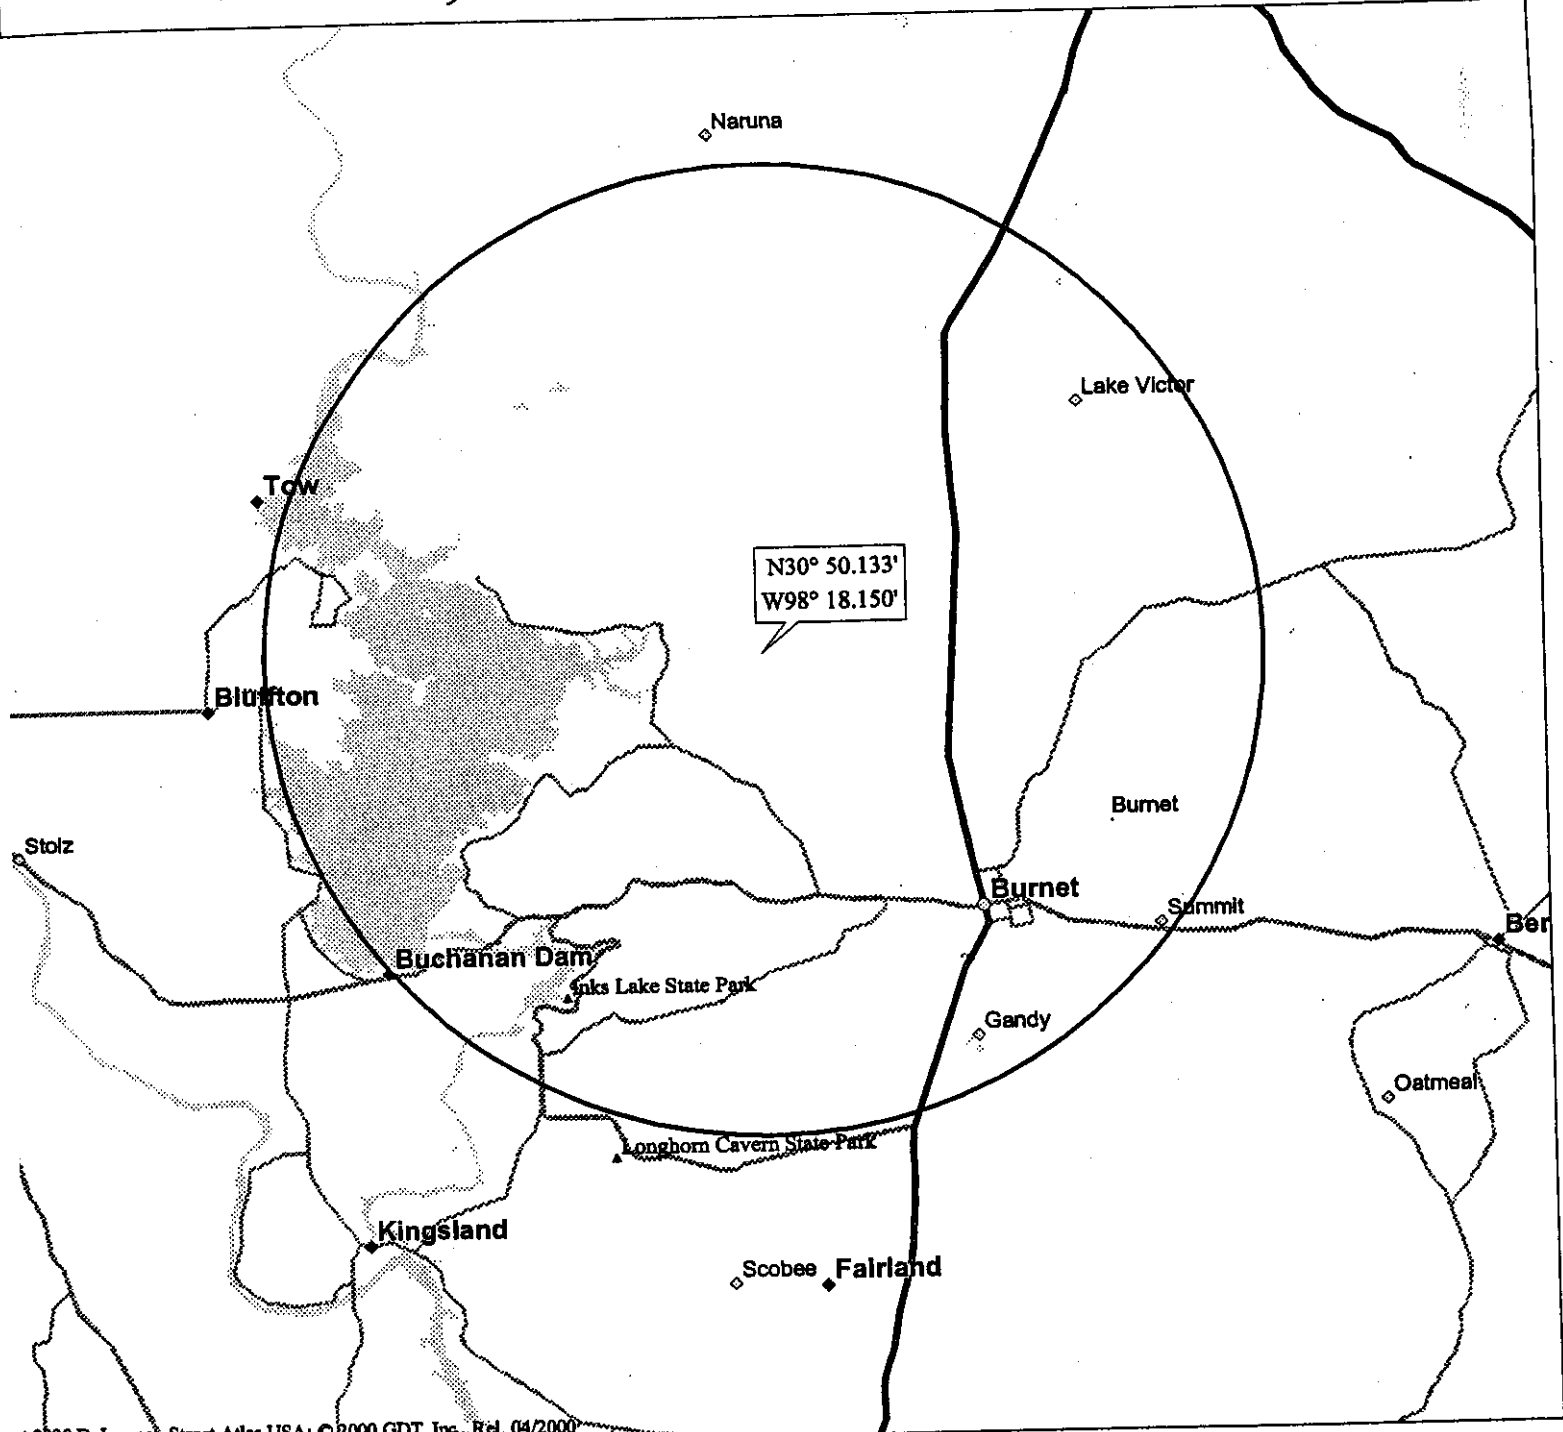 Naruna
Lake Victor
Tow
N30° 50.133'
W98° 18.150'
Bluffton
Burnet
Stolz
Burnet
Summit
Ber
Buchanan Dam
Inks Lake State Park
Gandy
Oatmeal
Longhorn Cavern State Park
Kingsland
Scobee
Fairland
Street Atlas USA; © 2000 GDT, Inc., Rel. 04/2000